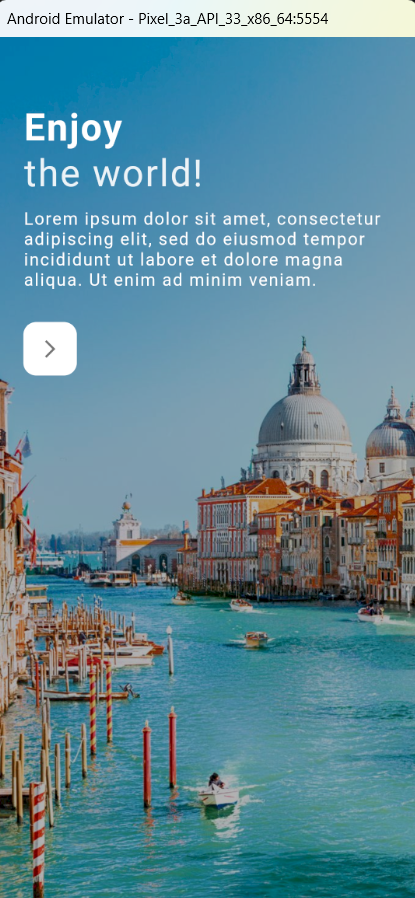 Android Emulator - Pixel_3a_API_33_x86_64:5554
Enjoy
the world!
Lorem ipsum dolor sit amet, consectetur
adipiscing elit, sed do eiusmod tempor
incididunt ut labore et dolore magna
aliqua. Ut enim ad minim veniam.